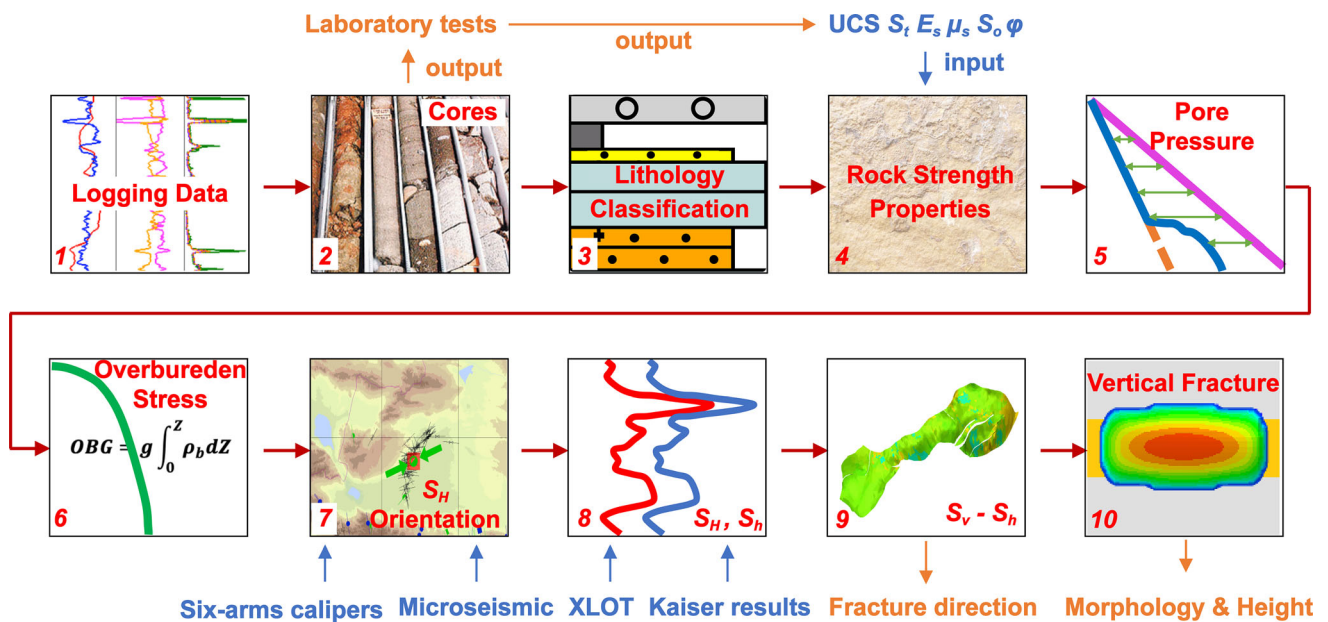 Laboratory tests
output
UCS S_t E_s μ_s S_o φ
output
input
Logging Data
1
Cores
2
Lithology
Classification
3
Rock Strength
Properties
4
Pore
Pressure
5
Overbureden
Stress
OBG = g ∫_0^Z ρ_b dZ
6
S_H
Orientation
7
S_H , S_h
8
S_v - S_h
9
Vertical Fracture
10
Six-arms calipers
Microseismic
XLOT
Kaiser results
Fracture direction
Morphology & Height